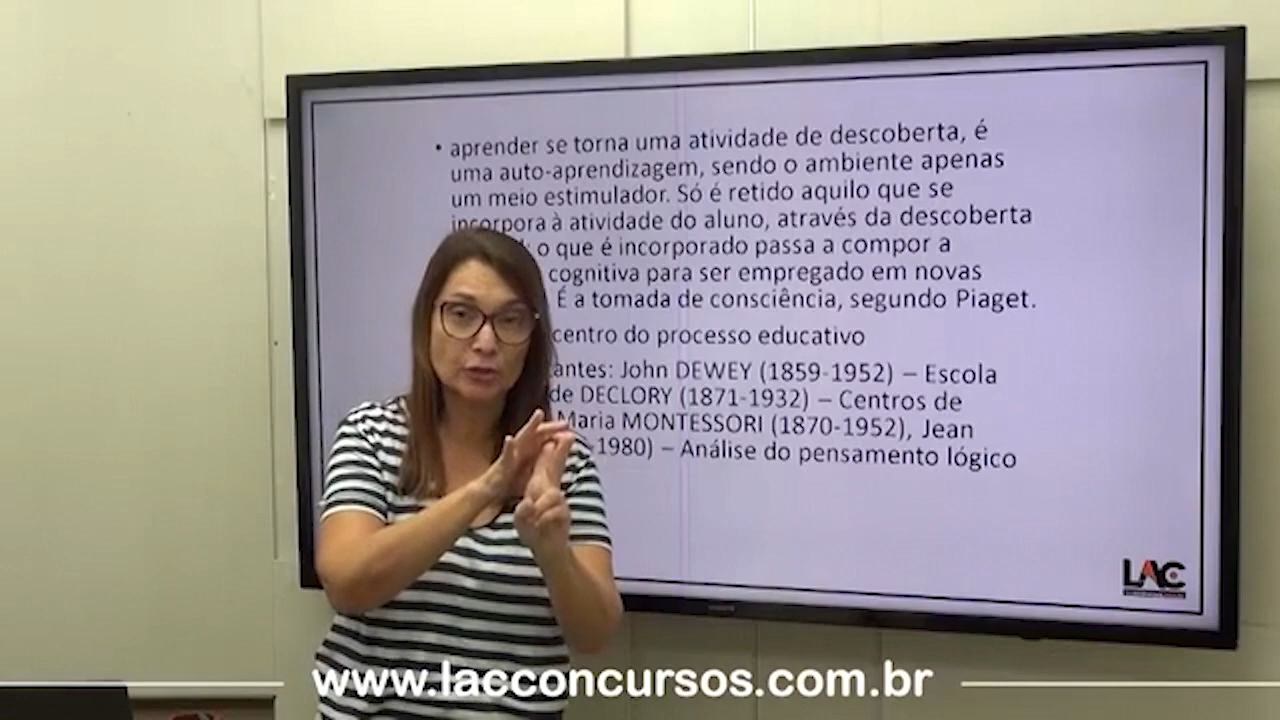 • aprender se torna uma atividade de descoberta, é
uma auto-aprendizagem, sendo o ambiente apenas
um meio estimulador. Só é retido aquilo que se
incorpora à atividade do aluno, através da descoberta
o que é incorporado passa a compor a
cognitiva para ser empregado em novas
É a tomada de consciência, segundo Piaget.
centro do processo educativo
antes: John DEWEY (1859-1952) – Escola
de DECLORY (1871-1932) – Centros de
Maria MONTESSORI (1870-1952), Jean
-1980) – Análise do pensamento lógico
LAC
www.lacconcursos.com.br